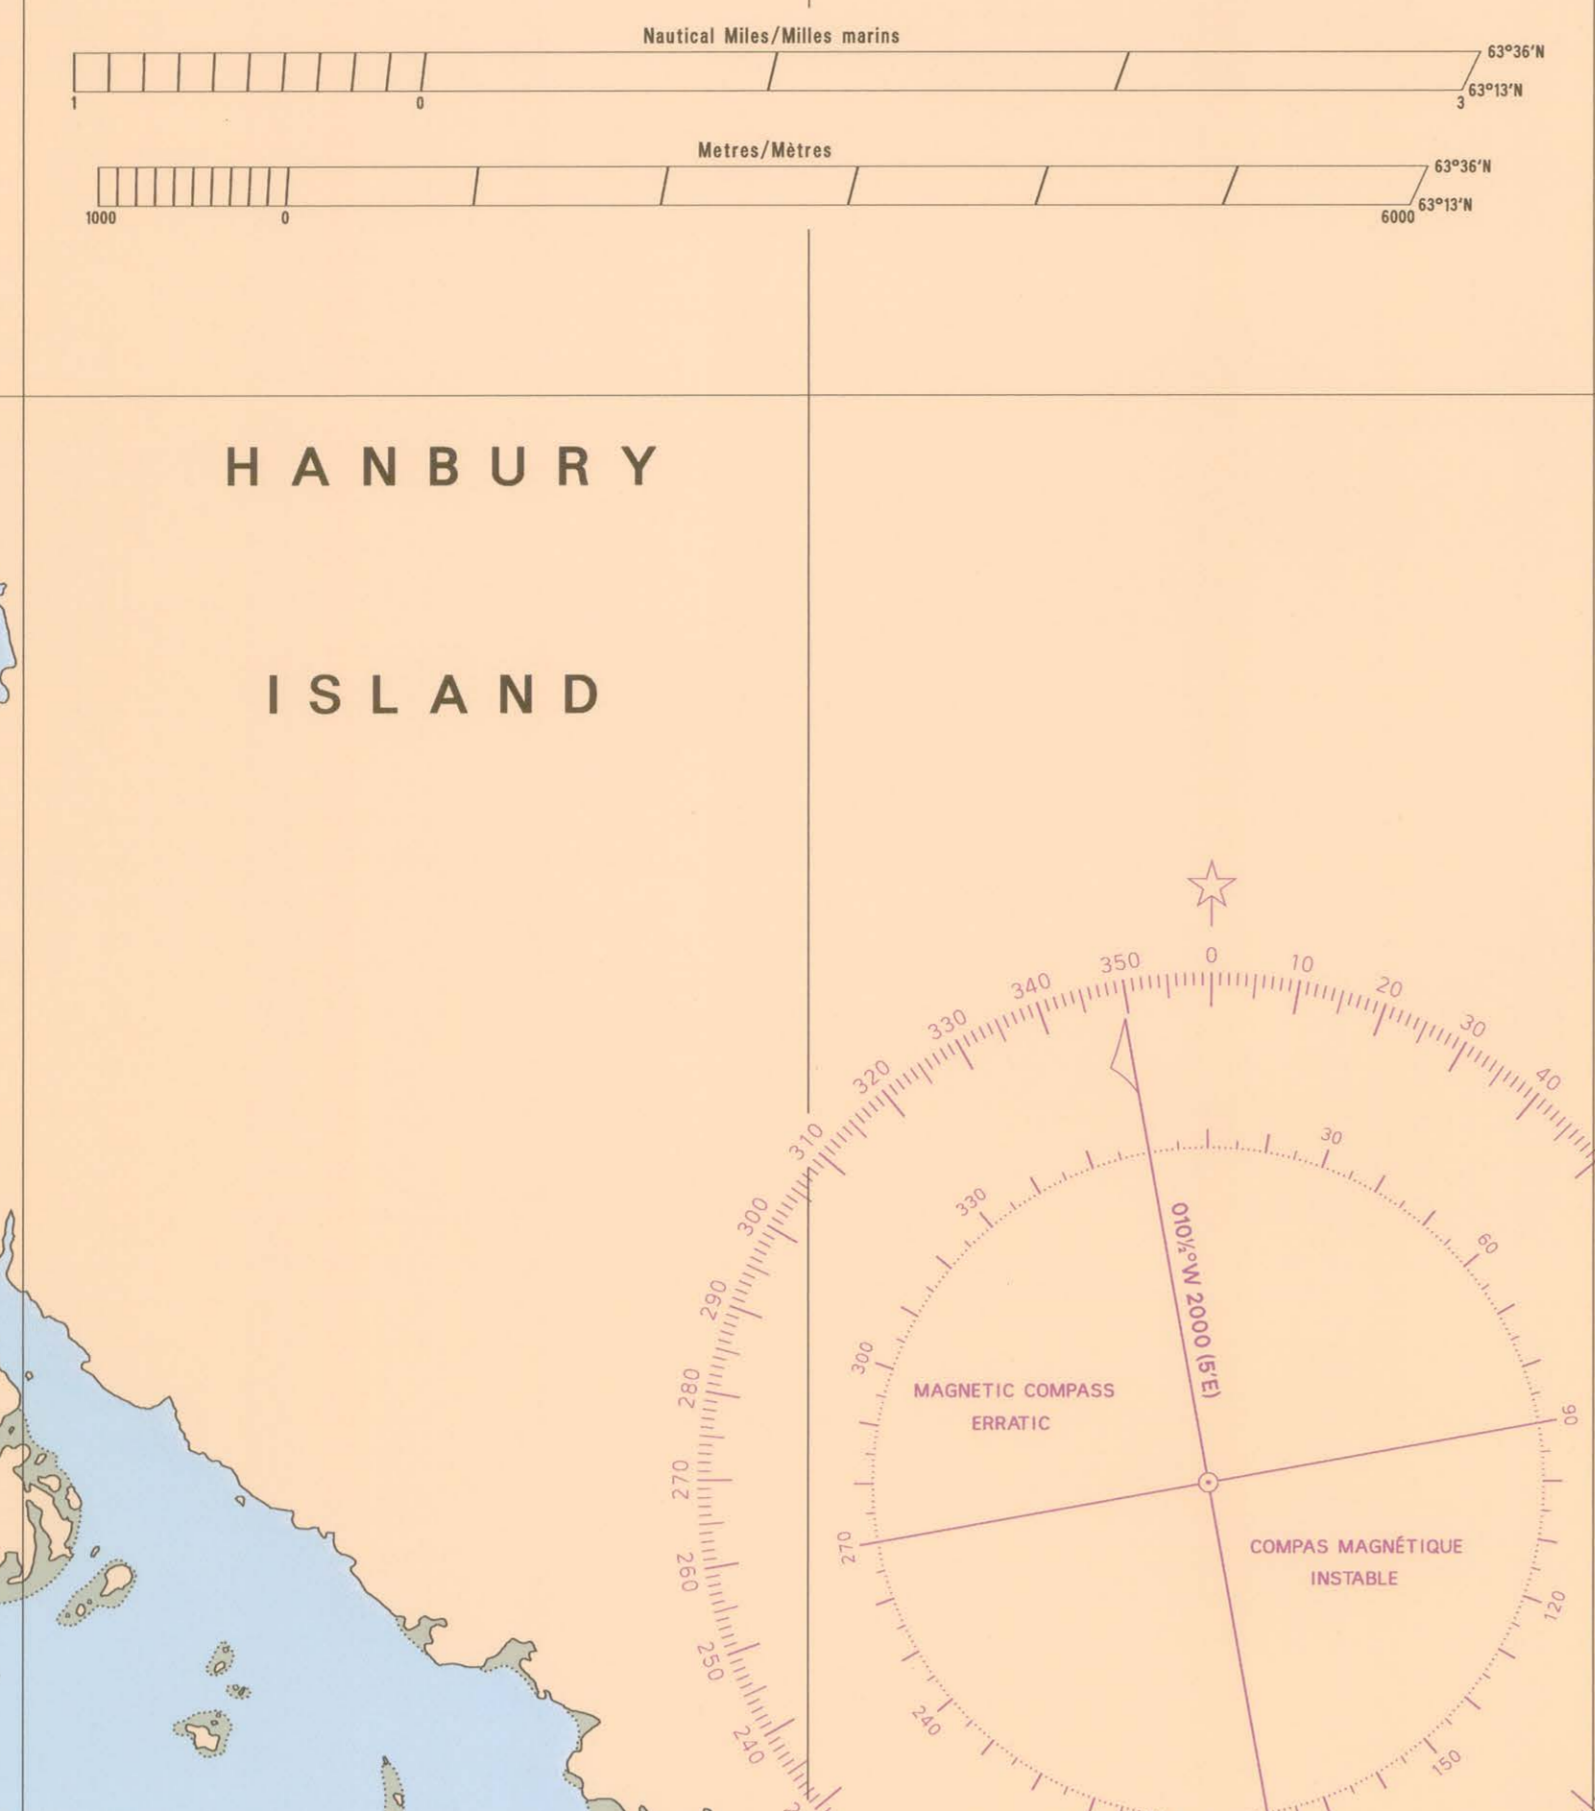 Nautical Miles/Milles marins
63°36'N
63°13'N
1 0 3
Metres/Mètres
63°36'N
63°13'N
1000 0 6000
HANBURY
ISLAND
350 0 10
340 20
330 30
320 40
310
300
290
280
270
260
250
240
30
330
60
300
90
270
120
240
150
010½°W 2000 (5'E)
MAGNETIC COMPASS
ERRATIC
COMPAS MAGNÉTIQUE
INSTABLE